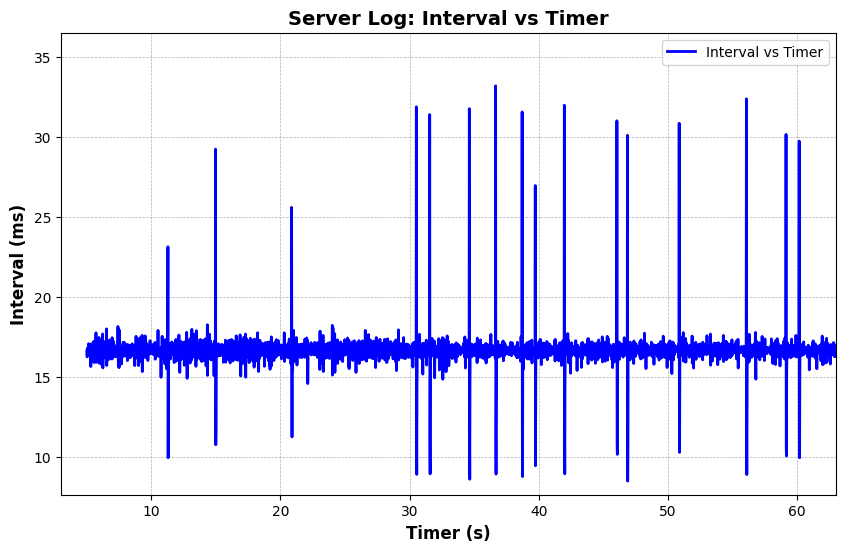 Server Log: Interval vs Timer
Interval vs Timer
35
30
25
20
15
10
Interval (ms)
10 20 30 40 50 60
Timer (s)